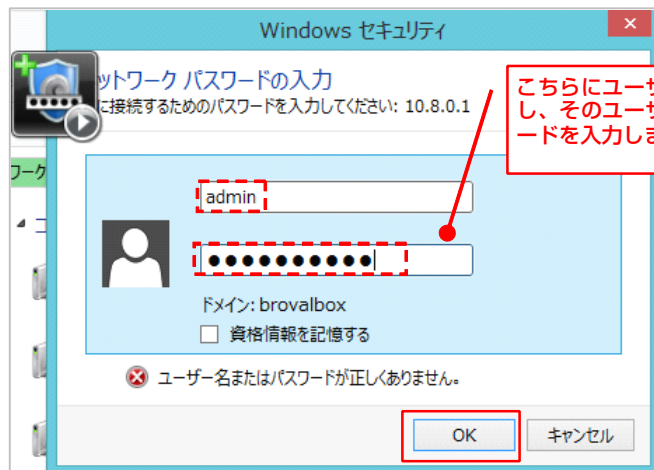 Windows セキュリティ
ットワーク パスワードの入力
に接続するためのパスワードを入力してください: 10.8.0.1
こちらにユーザ
し、そのユーザ
ードを入力しま
ワーク
コ
admin
●●●●●●●●●●
ドメイン: brovalbox
資格情報を記憶する
ユーザー名またはパスワードが正しくありません。
OK
キャンセル